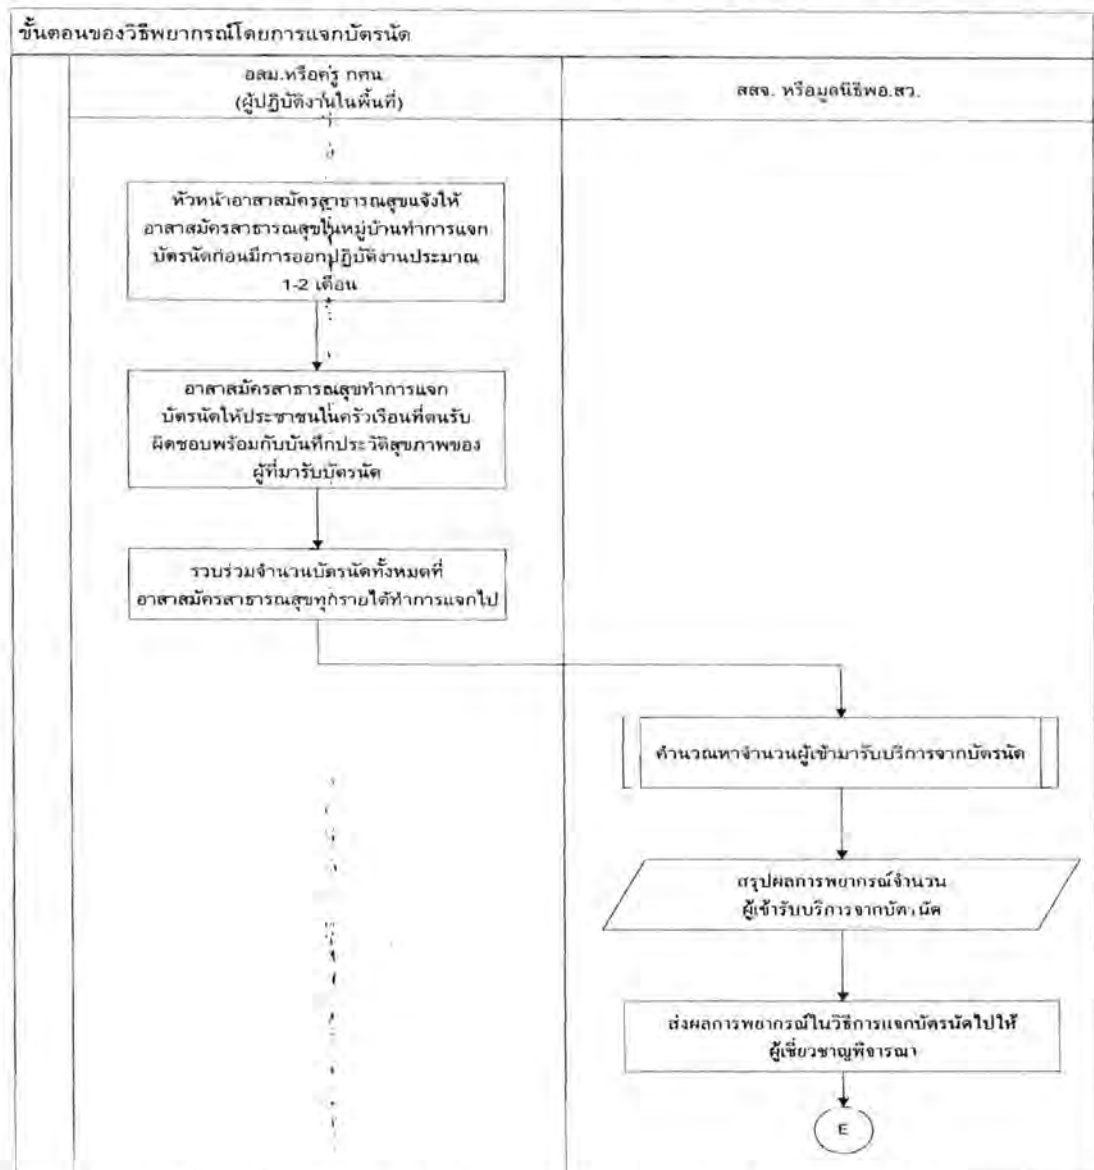 ขั้นตอนของวิธีพยากรณ์โดยการแจกบัตรนัด
อสม.หรือครู กศน
(ผู้ปฏิบัติงานในพื้นที่)
สสจ. หรือมูลนิธิพอ.สว.
หัวหน้าอาสาสมัครสาธารณสุขแจ้งให้
อาสาสมัครสาธารณสุขในหมู่บ้านทำการแจก
บัตรนัดก่อนมีการออกปฏิบัติงานประมาณ
1-2 เดือน
อาสาสมัครสาธารณสุขทำการแจก
บัตรนัดให้ประชาชนในครัวเรือนที่ตนรับ
ผิดชอบพร้อมกับบันทึกประวัติสุขภาพของ
ผู้ที่มารับบัตรนัด
รวบร่วมจำนวนบัตรนัดทั้งหมดที่
อาสาสมัครสาธารณสุขทุกรายได้ทำการแจกไป
คำนวณหาจำนวนผู้เข้ามารับบริการจากบัตรนัด
สรุปผลการพยากรณ์จำนวน
ผู้เข้ารับบริการจากบัตรนัด
ส่งผลการพยากรณ์ในวิธีการแจกบัตรนัดไปให้
ผู้เชี่ยวชาญพิจารณา
E